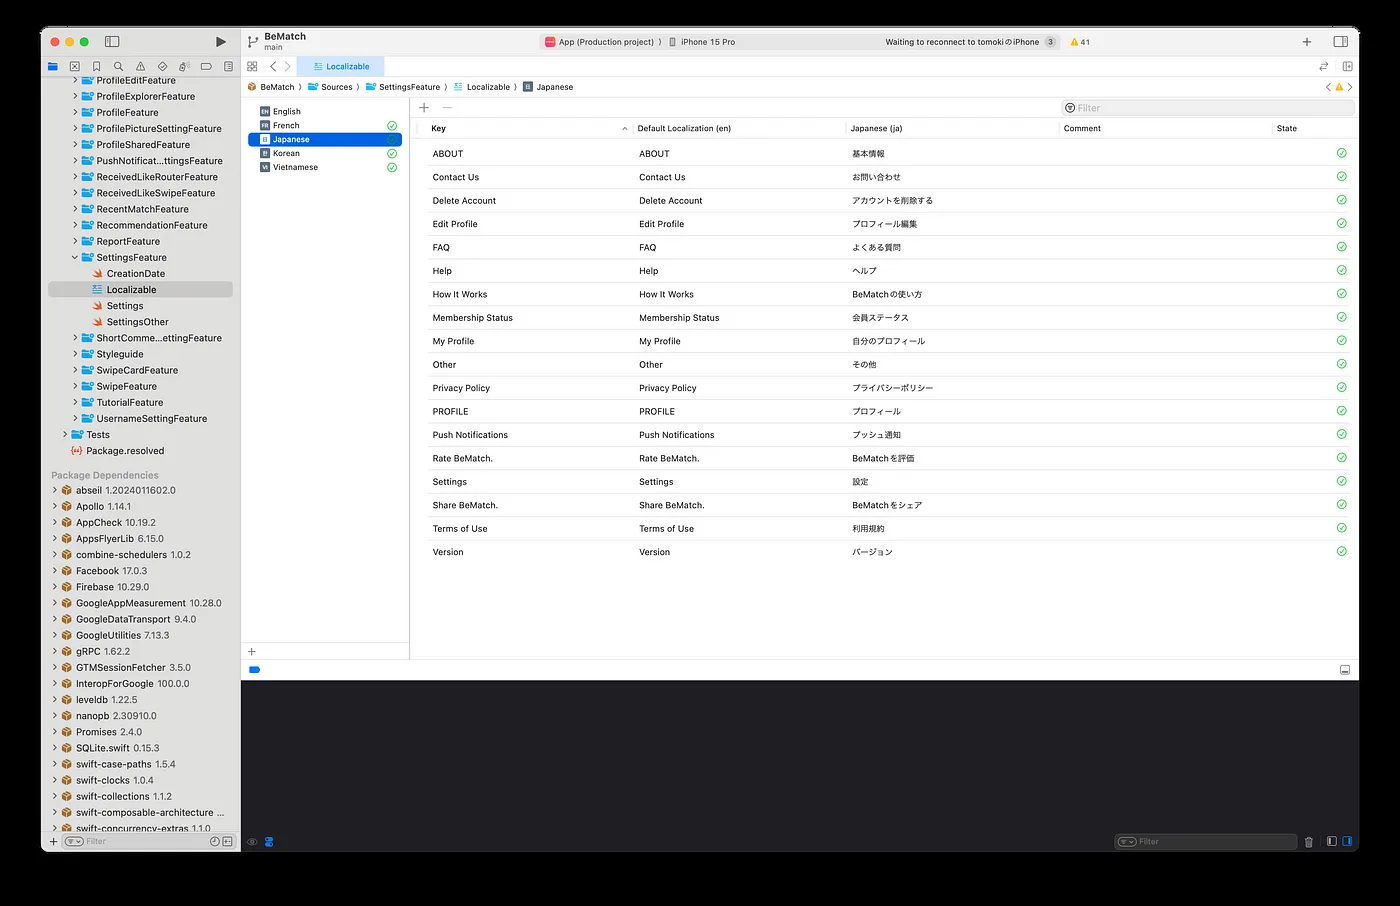 BeMatch
main
App (Production project) 〉 iPhone 15 Pro
Waiting to reconnect to tomokiのiPhone 3
41
Localizable
BeMatch 〉 Sources 〉 SettingsFeature 〉 Localizable 〉 Japanese
ProfileEditFeature
ProfileExplorerFeature
ProfileFeature
ProfilePictureSettingFeature
ProfileSharedFeature
PushNotificat...ttingsFeature
ReceivedLikeRouterFeature
ReceivedLikeSwipeFeature
RecentMatchFeature
RecommendationFeature
ReportFeature
SettingsFeature
CreationDate
Localizable
Settings
SettingsOther
ShortComme...ettingFeature
Styleguide
SwipeCardFeature
SwipeFeature
TutorialFeature
UsernameSettingFeature
Tests
Package.resolved
Package Dependencies
abseil 1.2024011602.0
Apollo 1.14.1
AppCheck 10.19.2
AppsFlyerLib 6.15.0
combine-schedulers 1.0.2
Facebook 17.0.3
Firebase 10.29.0
GoogleAppMeasurement 10.28.0
GoogleDataTransport 9.4.0
GoogleUtilities 7.13.3
gRPC 1.62.2
GTMSessionFetcher 3.5.0
InteropForGoogle 100.0.0
leveldb 1.22.5
nanopb 2.30910.0
Promises 2.4.0
SQLite.swift 0.15.3
swift-case-paths 1.5.4
swift-clocks 1.0.4
swift-collections 1.1.2
swift-composable-architecture ...
swift-concurrency-extras 1.1.0
Filter
EN English
FR French
日 Japanese
한 Korean
VI Vietnamese
Filter
Key Default Localization (en) Japanese (ja) Comment State
ABOUT ABOUT 基本情報
Contact Us Contact Us お問い合わせ
Delete Account Delete Account アカウントを削除する
Edit Profile Edit Profile プロフィール編集
FAQ FAQ よくある質問
Help Help ヘルプ
How It Works How It Works BeMatchの使い方
Membership Status Membership Status 会員ステータス
My Profile My Profile 自分のプロフィール
Other Other その他
Privacy Policy Privacy Policy プライバシーポリシー
PROFILE PROFILE プロフィール
Push Notifications Push Notifications プッシュ通知
Rate BeMatch. Rate BeMatch. BeMatchを評価
Settings Settings 設定
Share BeMatch. Share BeMatch. BeMatchをシェア
Terms of Use Terms of Use 利用規約
Version Version バージョン
Filter